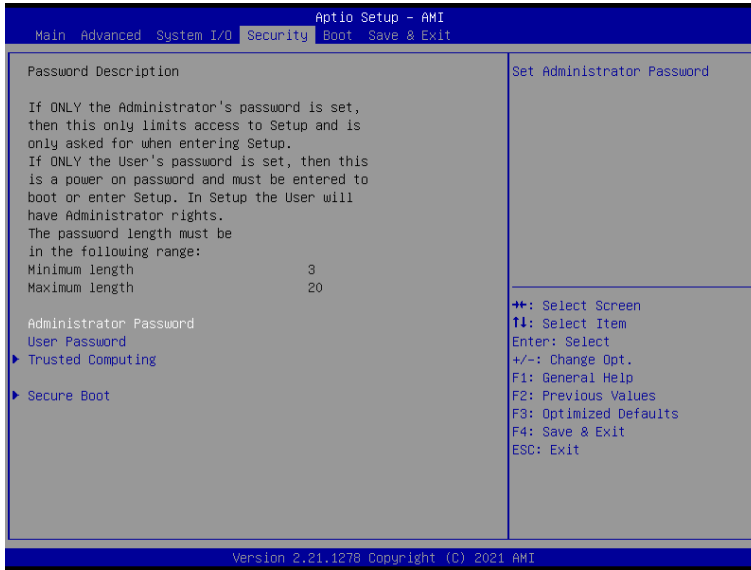 Aptio Setup – AMI
Main Advanced System I/O Security Boot Save & Exit
Password Description
If ONLY the Administrator's password is set,
then this only limits access to Setup and is
only asked for when entering Setup.
If ONLY the User's password is set, then this
is a power on password and must be entered to
boot or enter Setup. In Setup the User will
have Administrator rights.
The password length must be
in the following range:
Minimum length 3
Maximum length 20
Administrator Password
User Password
Trusted Computing
Secure Boot
Set Administrator Password
→←: Select Screen
↑↓: Select Item
Enter: Select
+/-: Change Opt.
F1: General Help
F2: Previous Values
F3: Optimized Defaults
F4: Save & Exit
ESC: Exit
Version 2.21.1278 Copyright (C) 2021 AMI